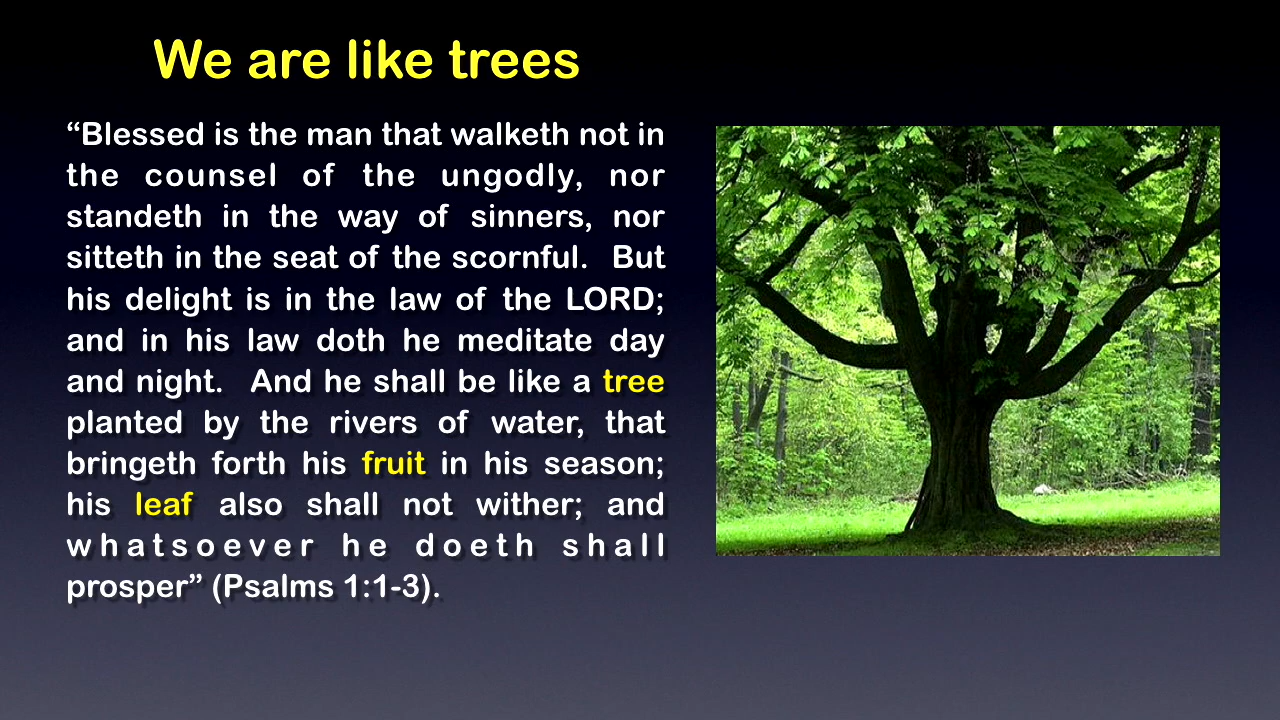 We are like trees
“Blessed is the man that walketh not in
the counsel of the ungodly, nor
standeth in the way of sinners, nor
sitteth in the seat of the scornful. But
his delight is in the law of the LORD;
and in his law doth he meditate day
and night. And he shall be like a tree
planted by the rivers of water, that
bringeth forth his fruit in his season;
his leaf also shall not wither; and
whatsoever he doeth shall
prosper” (Psalms 1:1-3).